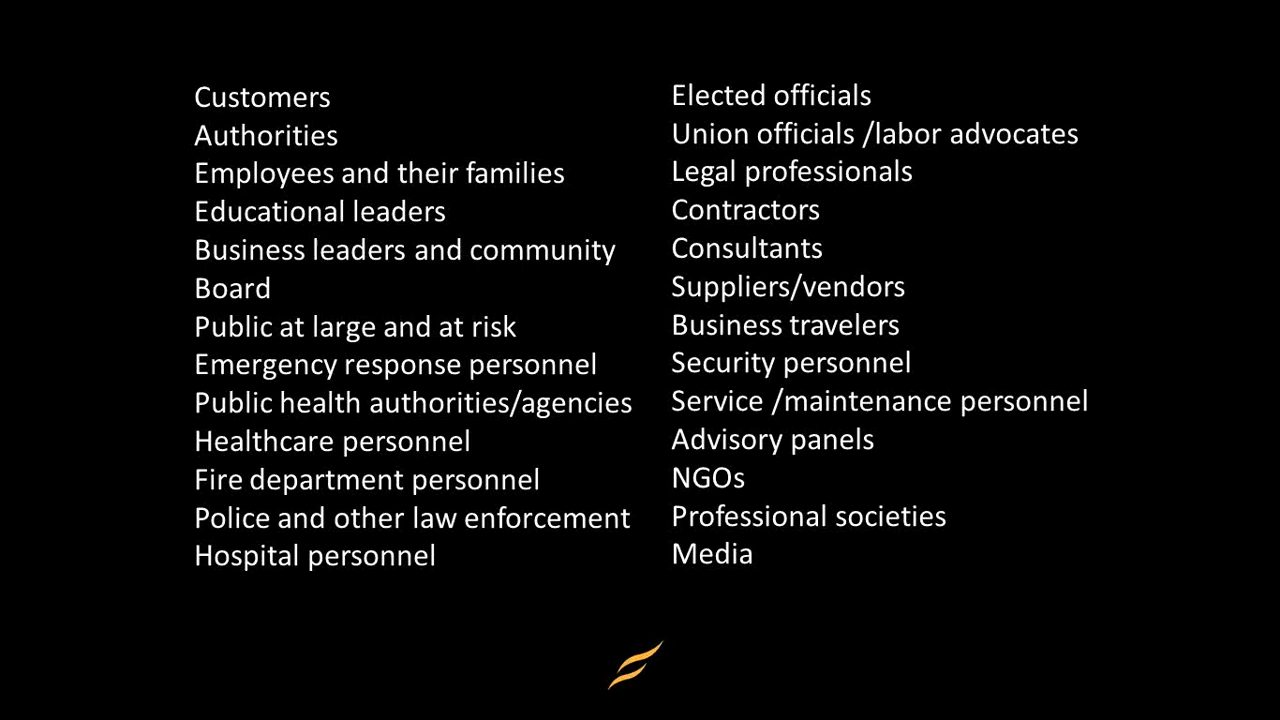 Customers
Authorities
Employees and their families
Educational leaders
Business leaders and community
Board
Public at large and at risk
Emergency response personnel
Public health authorities/agencies
Healthcare personnel
Fire department personnel
Police and other law enforcement
Hospital personnel
Elected officials
Union officials /labor advocates
Legal professionals
Contractors
Consultants
Suppliers/vendors
Business travelers
Security personnel
Service /maintenance personnel
Advisory panels
NGOs
Professional societies
Media